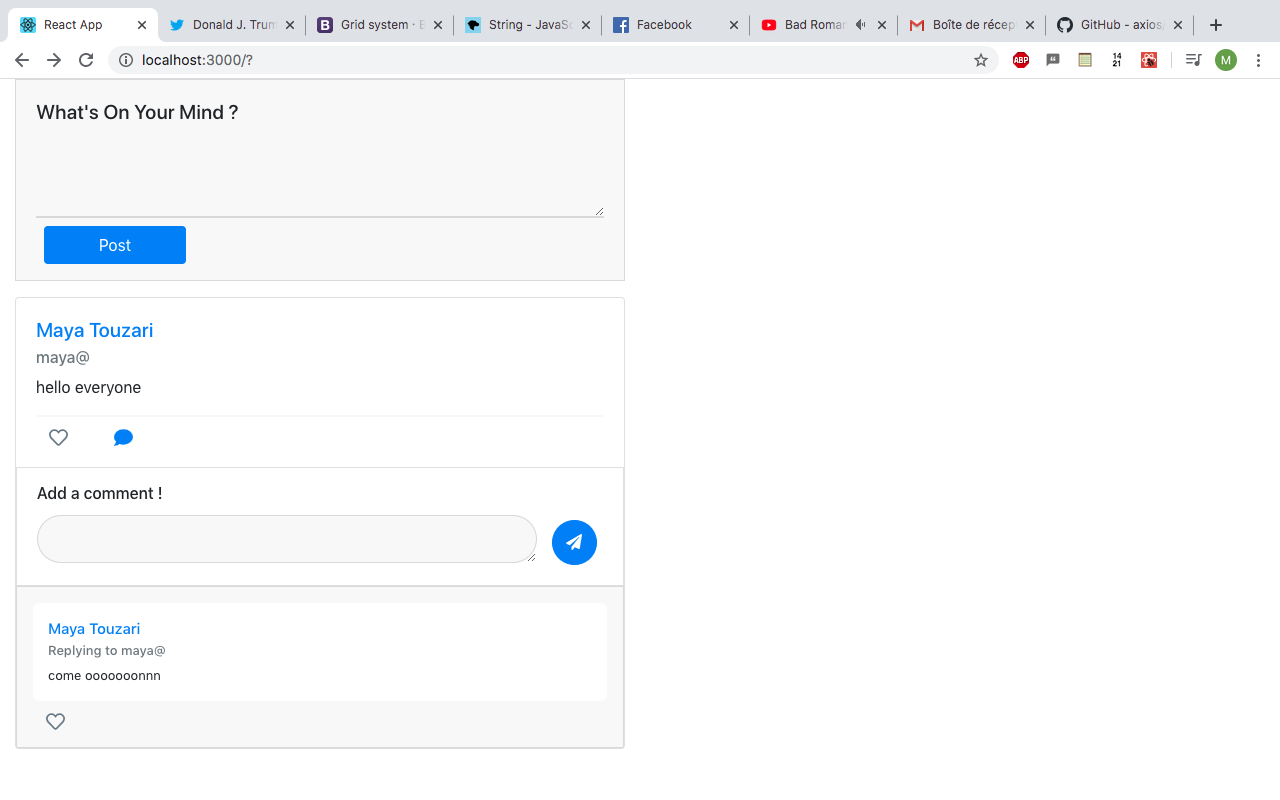 React App
Donald J. Trum
Grid system · B
String - JavaSc
Facebook
Bad Roman
Boîte de récep
GitHub - axios/
localhost:3000/?
ABP
14
21
M
What's On Your Mind ?
Post
Maya Touzari
maya@
hello everyone
Add a comment !
Maya Touzari
Replying to maya@
come ooooooonnn